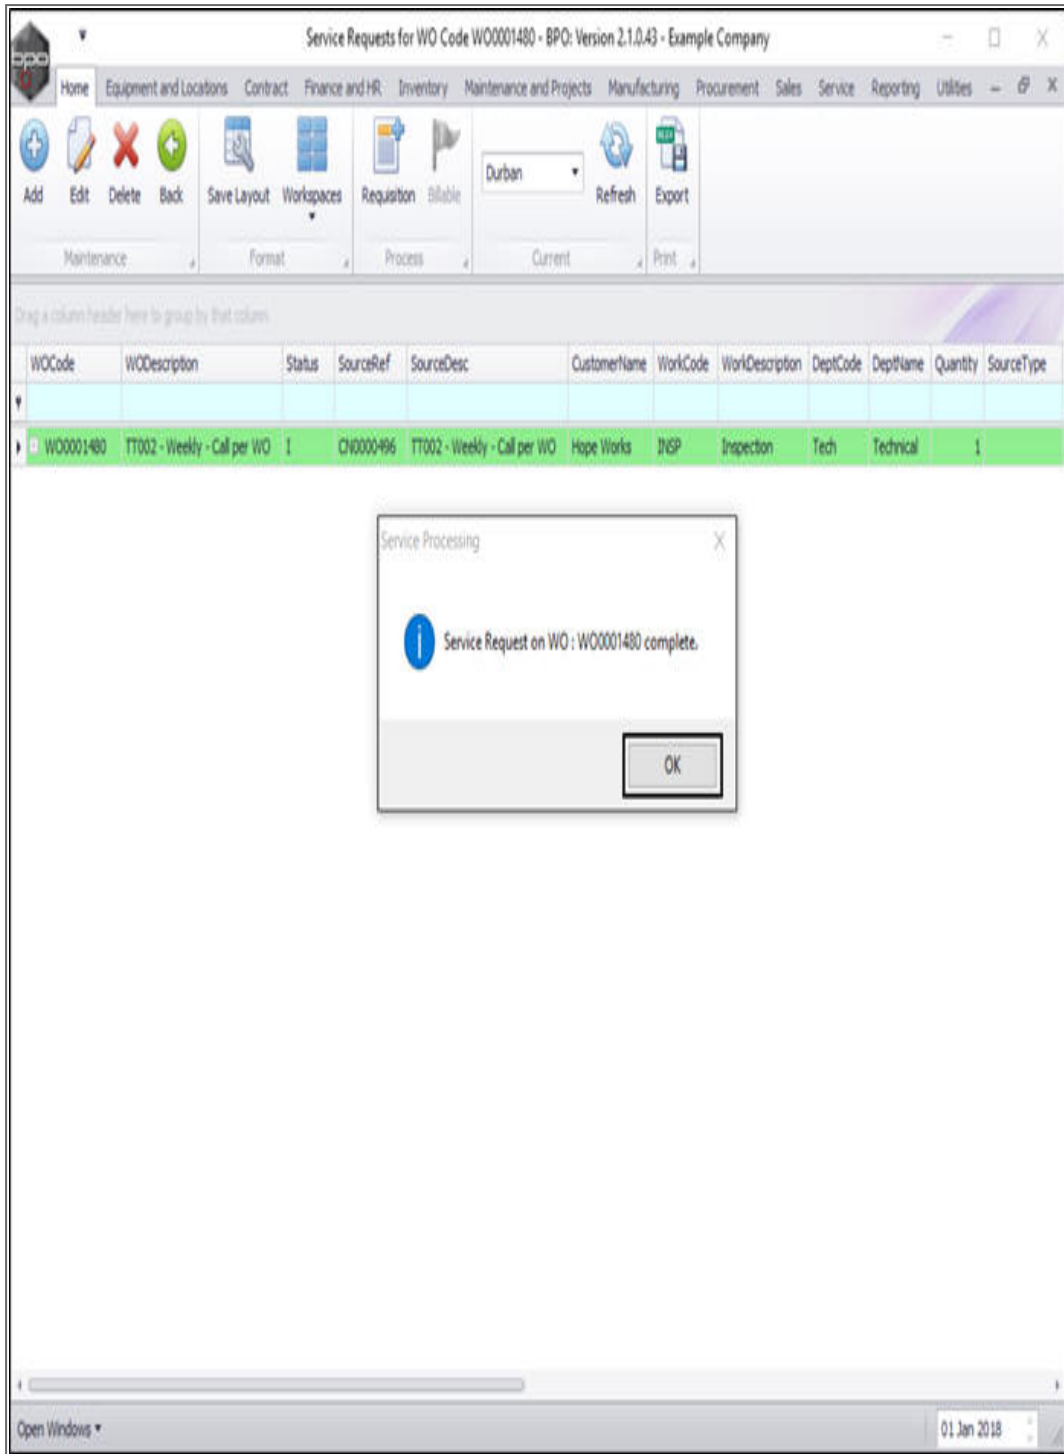 Service Requests for WO Code WO0001480 - BPO: Version 2.1.0.43 - Example Company
bpo
Home Equipment and Locations Contract Finance and HR Inventory Maintenance and Projects Manufacturing Procurement Sales Service Reporting Utilities
Add Edit Delete Back Save Layout Workspaces Requisition Billable Durban Refresh Export
Maintenance Format Process Current Print
Drag a column header here to group by that column
WOCode WODescription Status SourceRef SourceDesc CustomerName WorkCode WorkDescription DeptCode DeptName Quantity SourceType
WO0001480 TT002 - Weekly - Call per WO I CN0000496 TT002 - Weekly - Call per WO Hope Works INSP Inspection Tech Technical 1
Service Processing
Service Request on WO : WO0001480 complete.
OK
Open Windows 01 Jan 2018